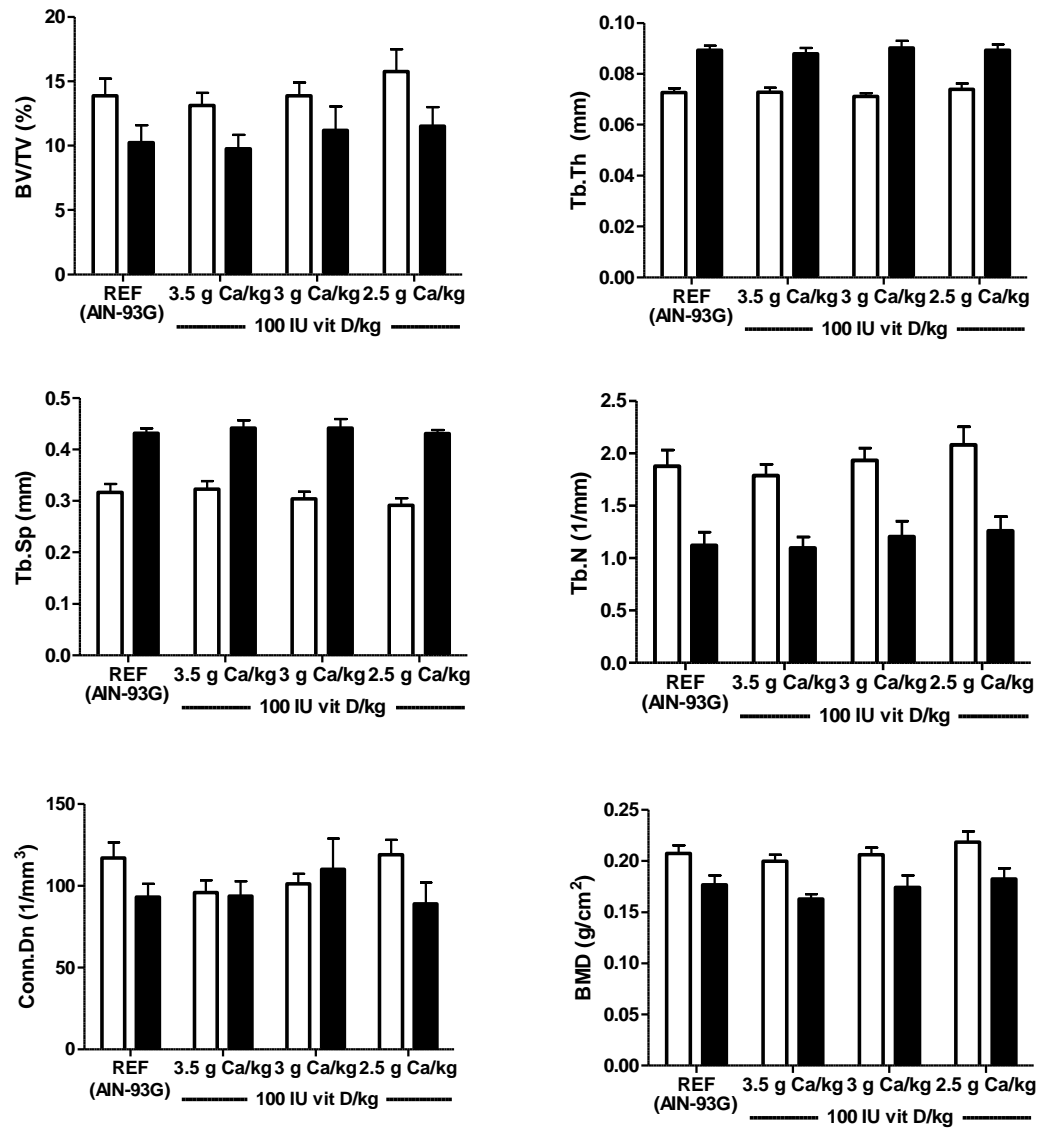 BV/TV (%)
20
15
10
5
0
REF 3.5 g Ca/kg 3 g Ca/kg 2.5 g Ca/kg
(AIN-93G)
100 IU vit D/kg
Tb.Th (mm)
0.10
0.08
0.06
0.04
0.02
0.00
REF 3.5 g Ca/kg 3 g Ca/kg 2.5 g Ca/kg
(AIN-93G)
100 IU vit D/kg
Tb.Sp (mm)
0.5
0.4
0.3
0.2
0.1
0.0
REF 3.5 g Ca/kg 3 g Ca/kg 2.5 g Ca/kg
(AIN-93G)
100 IU vit D/kg
Tb.N (1/mm)
2.5
2.0
1.5
1.0
0.5
0.0
REF 3.5 g Ca/kg 3 g Ca/kg 2.5 g Ca/kg
(AIN-93G)
100 IU vit D/kg
Conn.Dn (1/mm³)
150
100
50
0
REF 3.5 g Ca/kg 3 g Ca/kg 2.5 g Ca/kg
(AIN-93G)
100 IU vit D/kg
BMD (g/cm²)
0.25
0.20
0.15
0.10
0.05
0.00
REF 3.5 g Ca/kg 3 g Ca/kg 2.5 g Ca/kg
(AIN-93G)
100 IU vit D/kg